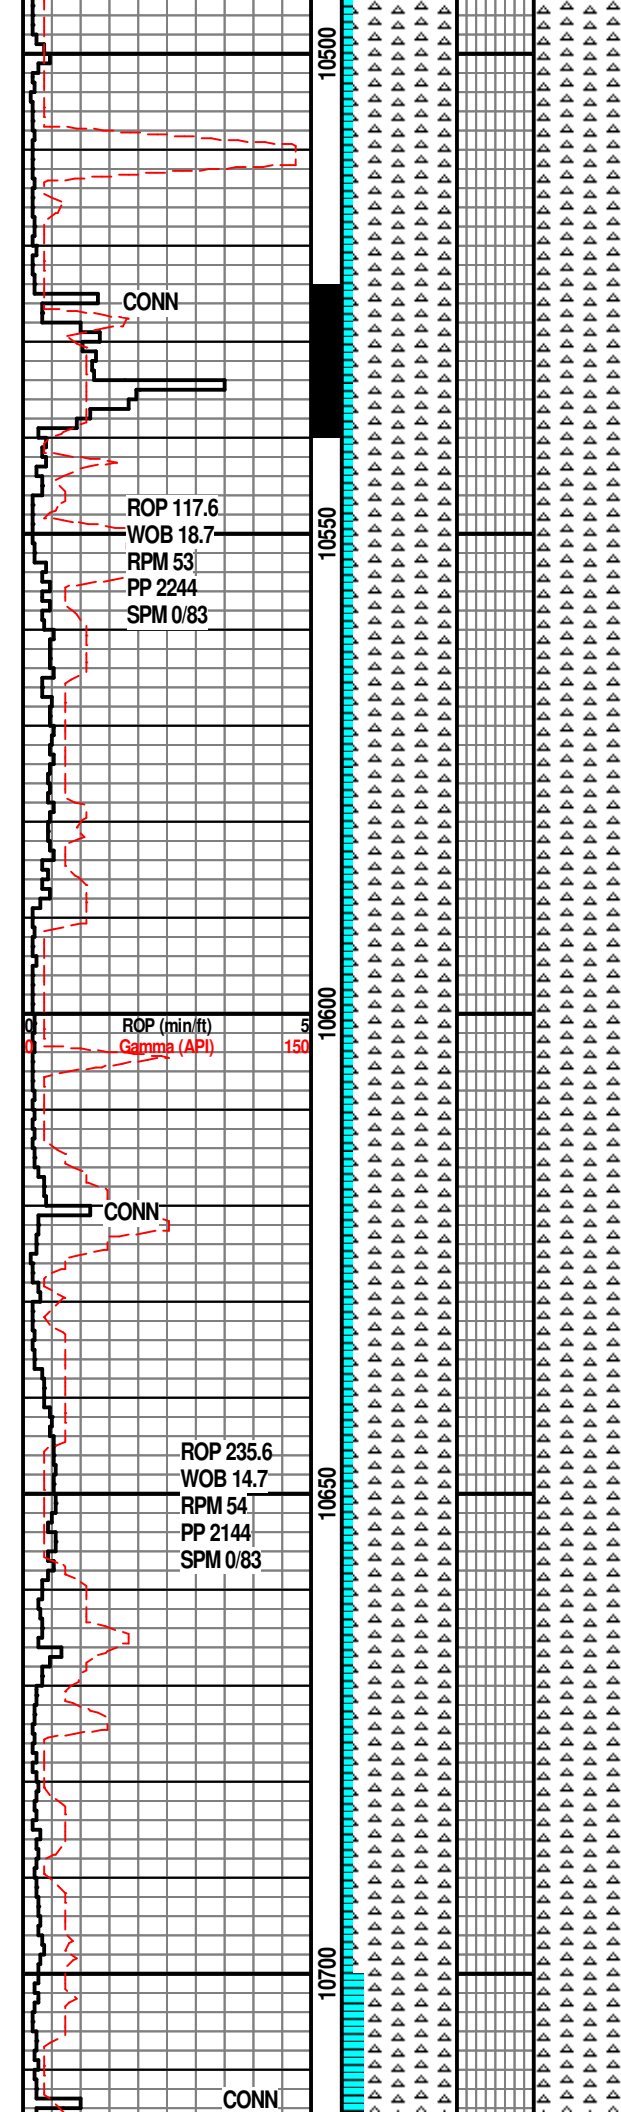 10500
CONN
ROP 117.6
WOB 18.7
RPM 53
PP 2244
SPM 0/83
10550
10600
0 ROP (min/ft) 5
0 Gamma (API) 150
CONN
ROP 235.6
WOB 14.7
RPM 54
PP 2144
SPM 0/83
10650
10700
CONN